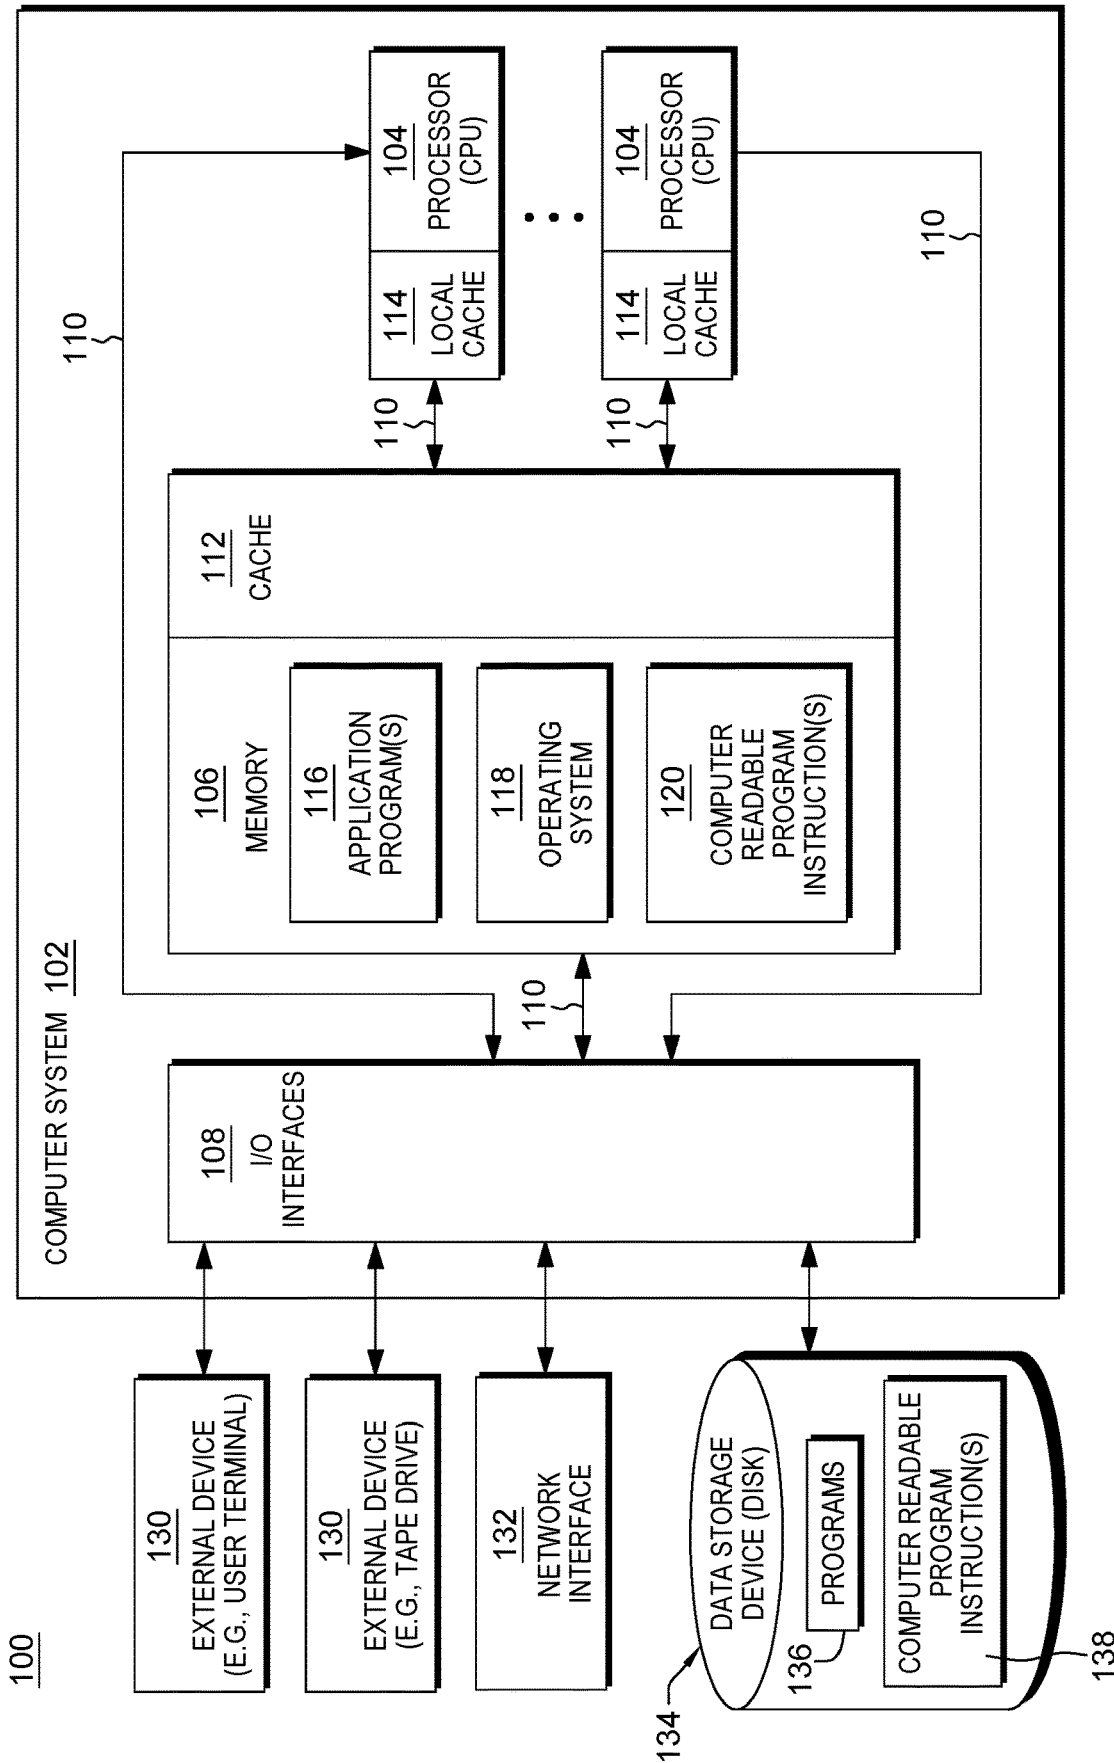 100
COMPUTER SYSTEM 102
130
EXTERNAL DEVICE
(E.G., USER TERMINAL)
130
EXTERNAL DEVICE
(E.G., TAPE DRIVE)
132
NETWORK
INTERFACE
134
DATA STORAGE
DEVICE (DISK)
136
PROGRAMS
COMPUTER READABLE
PROGRAM
INSTRUCTION(S)
138
108
I/O
INTERFACES
110
110
106
MEMORY
116
APPLICATION
PROGRAM(S)
118
OPERATING
SYSTEM
120
COMPUTER
READABLE
PROGRAM
INSTRUCTION(S)
112
CACHE
110
110
114
LOCAL
CACHE
104
PROCESSOR
(CPU)
114
LOCAL
CACHE
104
PROCESSOR
(CPU)
110